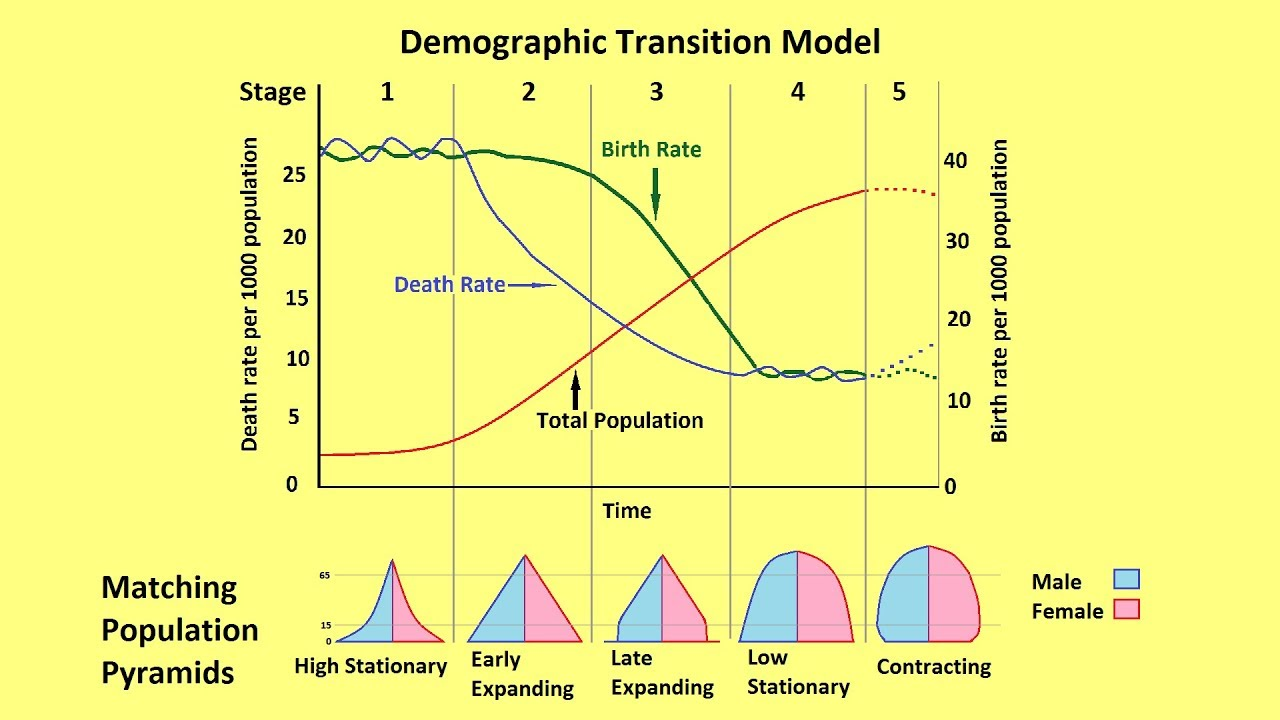 Demographic Transition Model
Stage 1 2 3 4 5
Death rate per 1000 population
25
20
15
10
5
0
Birth Rate
Death Rate
Total Population
40
30
20
10
0
Birth rate per 1000 population
Time
Matching
Population
Pyramids
65
15
0
High Stationary
Early
Expanding
Late
Expanding
Low
Stationary
Contracting
Male
Female